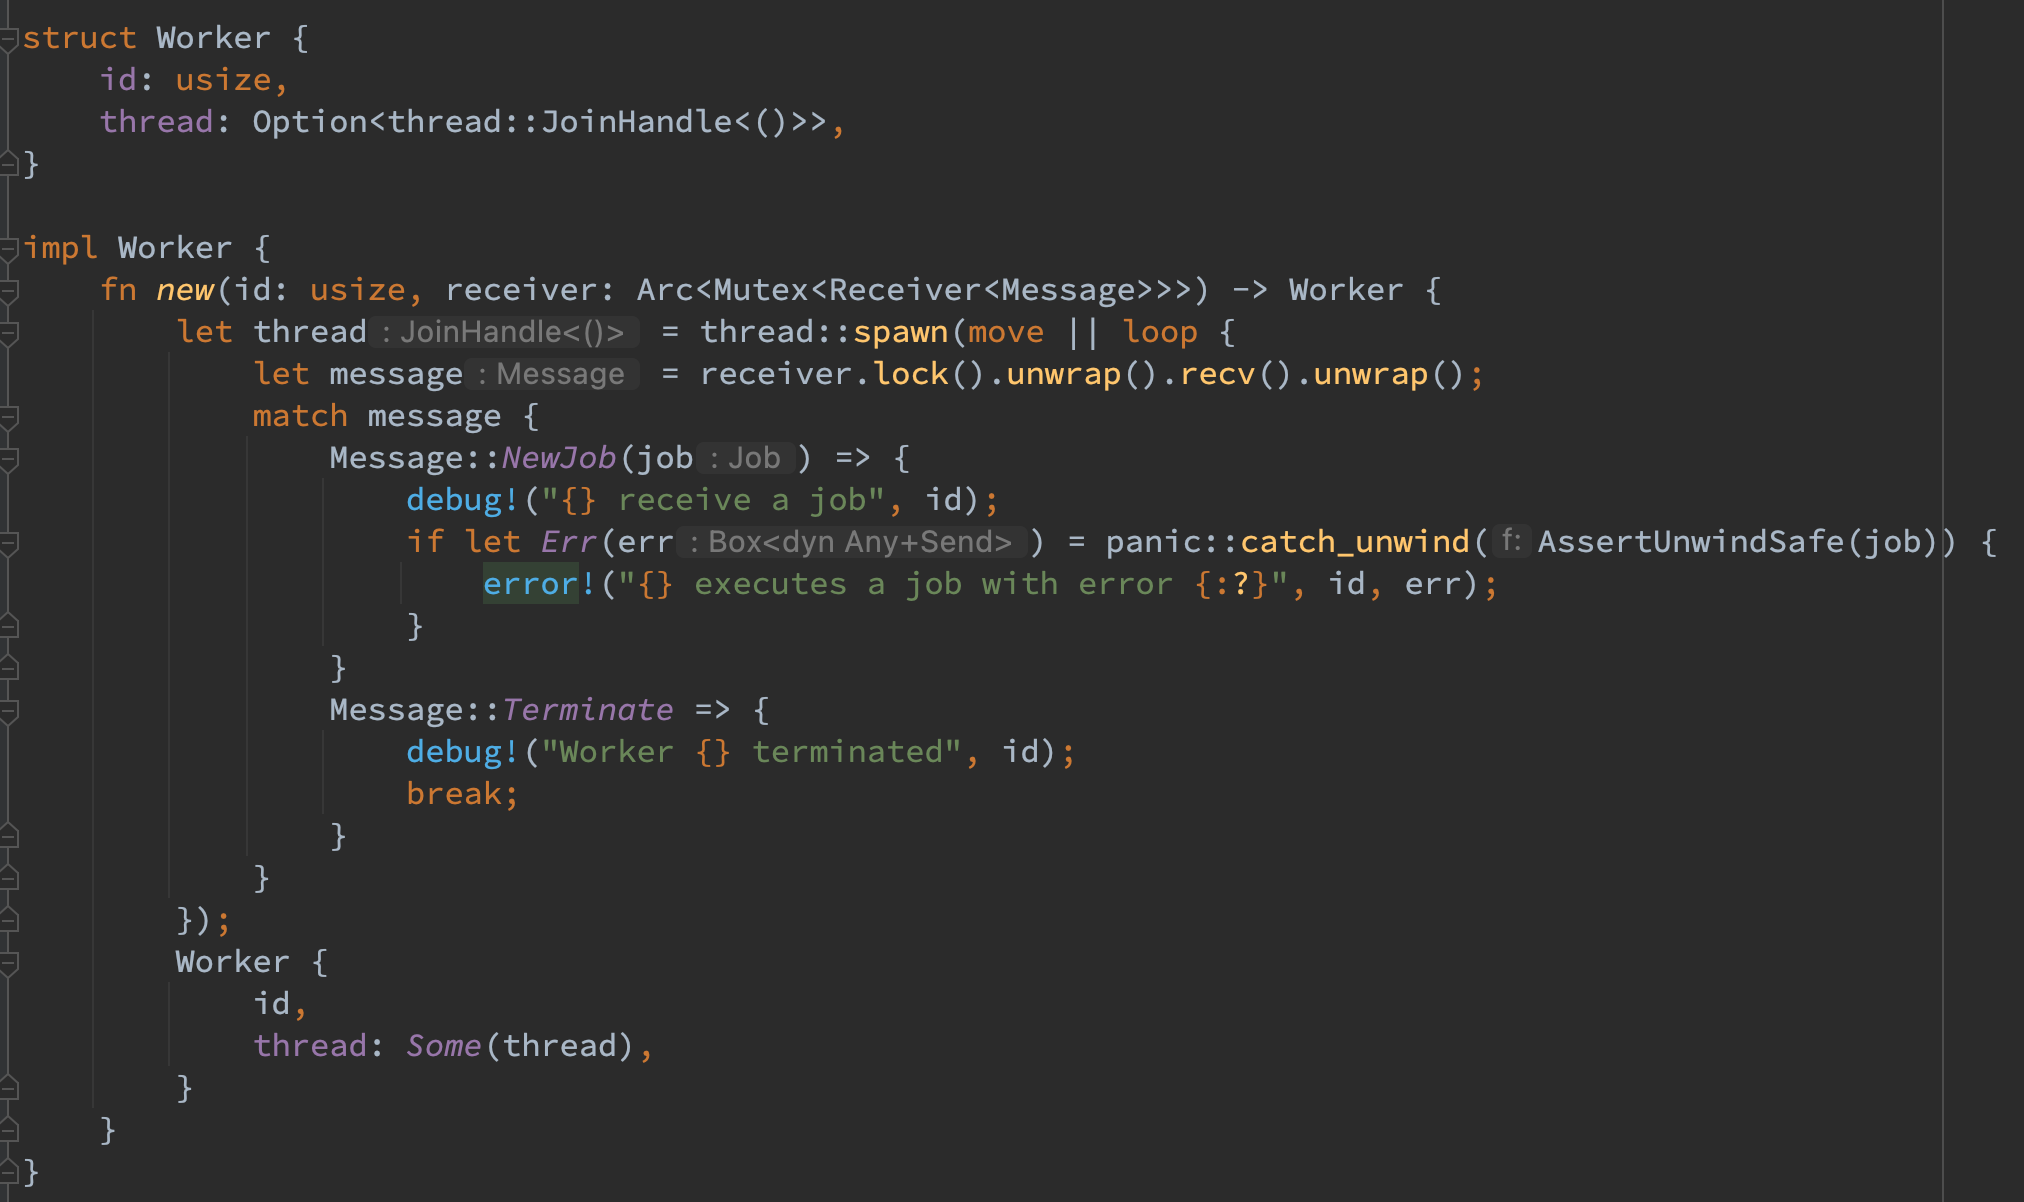 struct Worker {
    id: usize,
    thread: Option<thread::JoinHandle<()>>,
}

impl Worker {
    fn new(id: usize, receiver: Arc<Mutex<Receiver<Message>>>) -> Worker {
        let thread : JoinHandle<()> = thread::spawn(move || loop {
            let message : Message = receiver.lock().unwrap().recv().unwrap();
            match message {
                Message::NewJob(job : Job ) => {
                    debug!("{} receive a job", id);
                    if let Err(err : Box<dyn Any+Send> ) = panic::catch_unwind( f: AssertUnwindSafe(job)) {
                        error!("{} executes a job with error {:?}", id, err);
                    }
                }
                Message::Terminate => {
                    debug!("Worker {} terminated", id);
                    break;
                }
            }
        });
        Worker {
            id,
            thread: Some(thread),
        }
    }
}